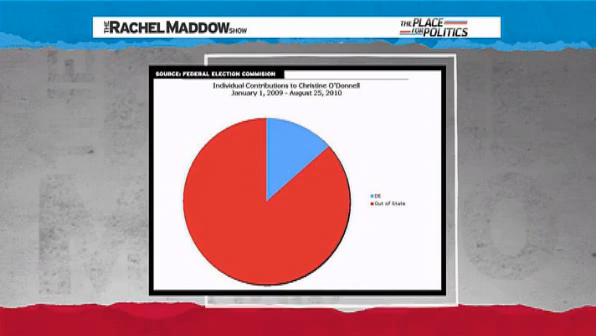 THE RACHEL MADDOW SHOW
THE PLACE FOR POLITICS
SOURCE: FEDERAL ELECTION COMMISION
Individual Contributions to Christine O'Donnell
January 1, 2009 - August 25, 2010
DE
Out of State